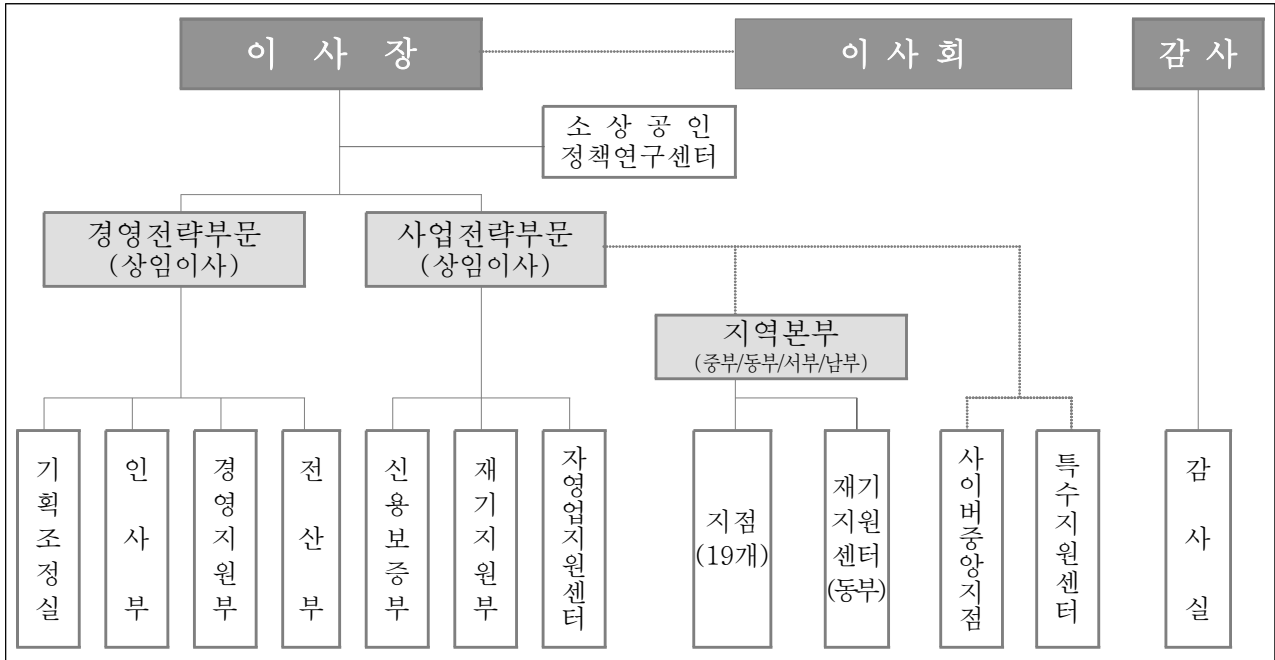 이 사 장
이 사 회
감 사
소 상 공 인
정책연구센터
경영전략부문
(상임이사)
사업전략부문
(상임이사)
지역본부
(중부/동부/서부/남부)
기획조정실
인사부
경영지원부
전산부
신용보증부
재기지원부
자영업지원센터
지점
(19개)
재기
지원
센터
(동부)
사이버중앙지점
특수지원센터
감사실